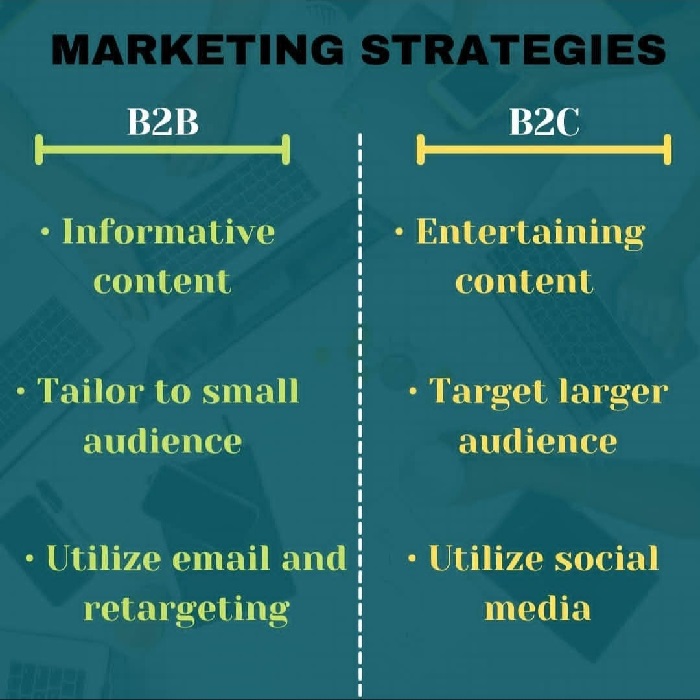 MARKETING STRATEGIES
B2B
• Informative
content
• Tailor to small
audience
• Utilize email and
retargeting
B2C
• Entertaining
content
• Target larger
audience
• Utilize social
media